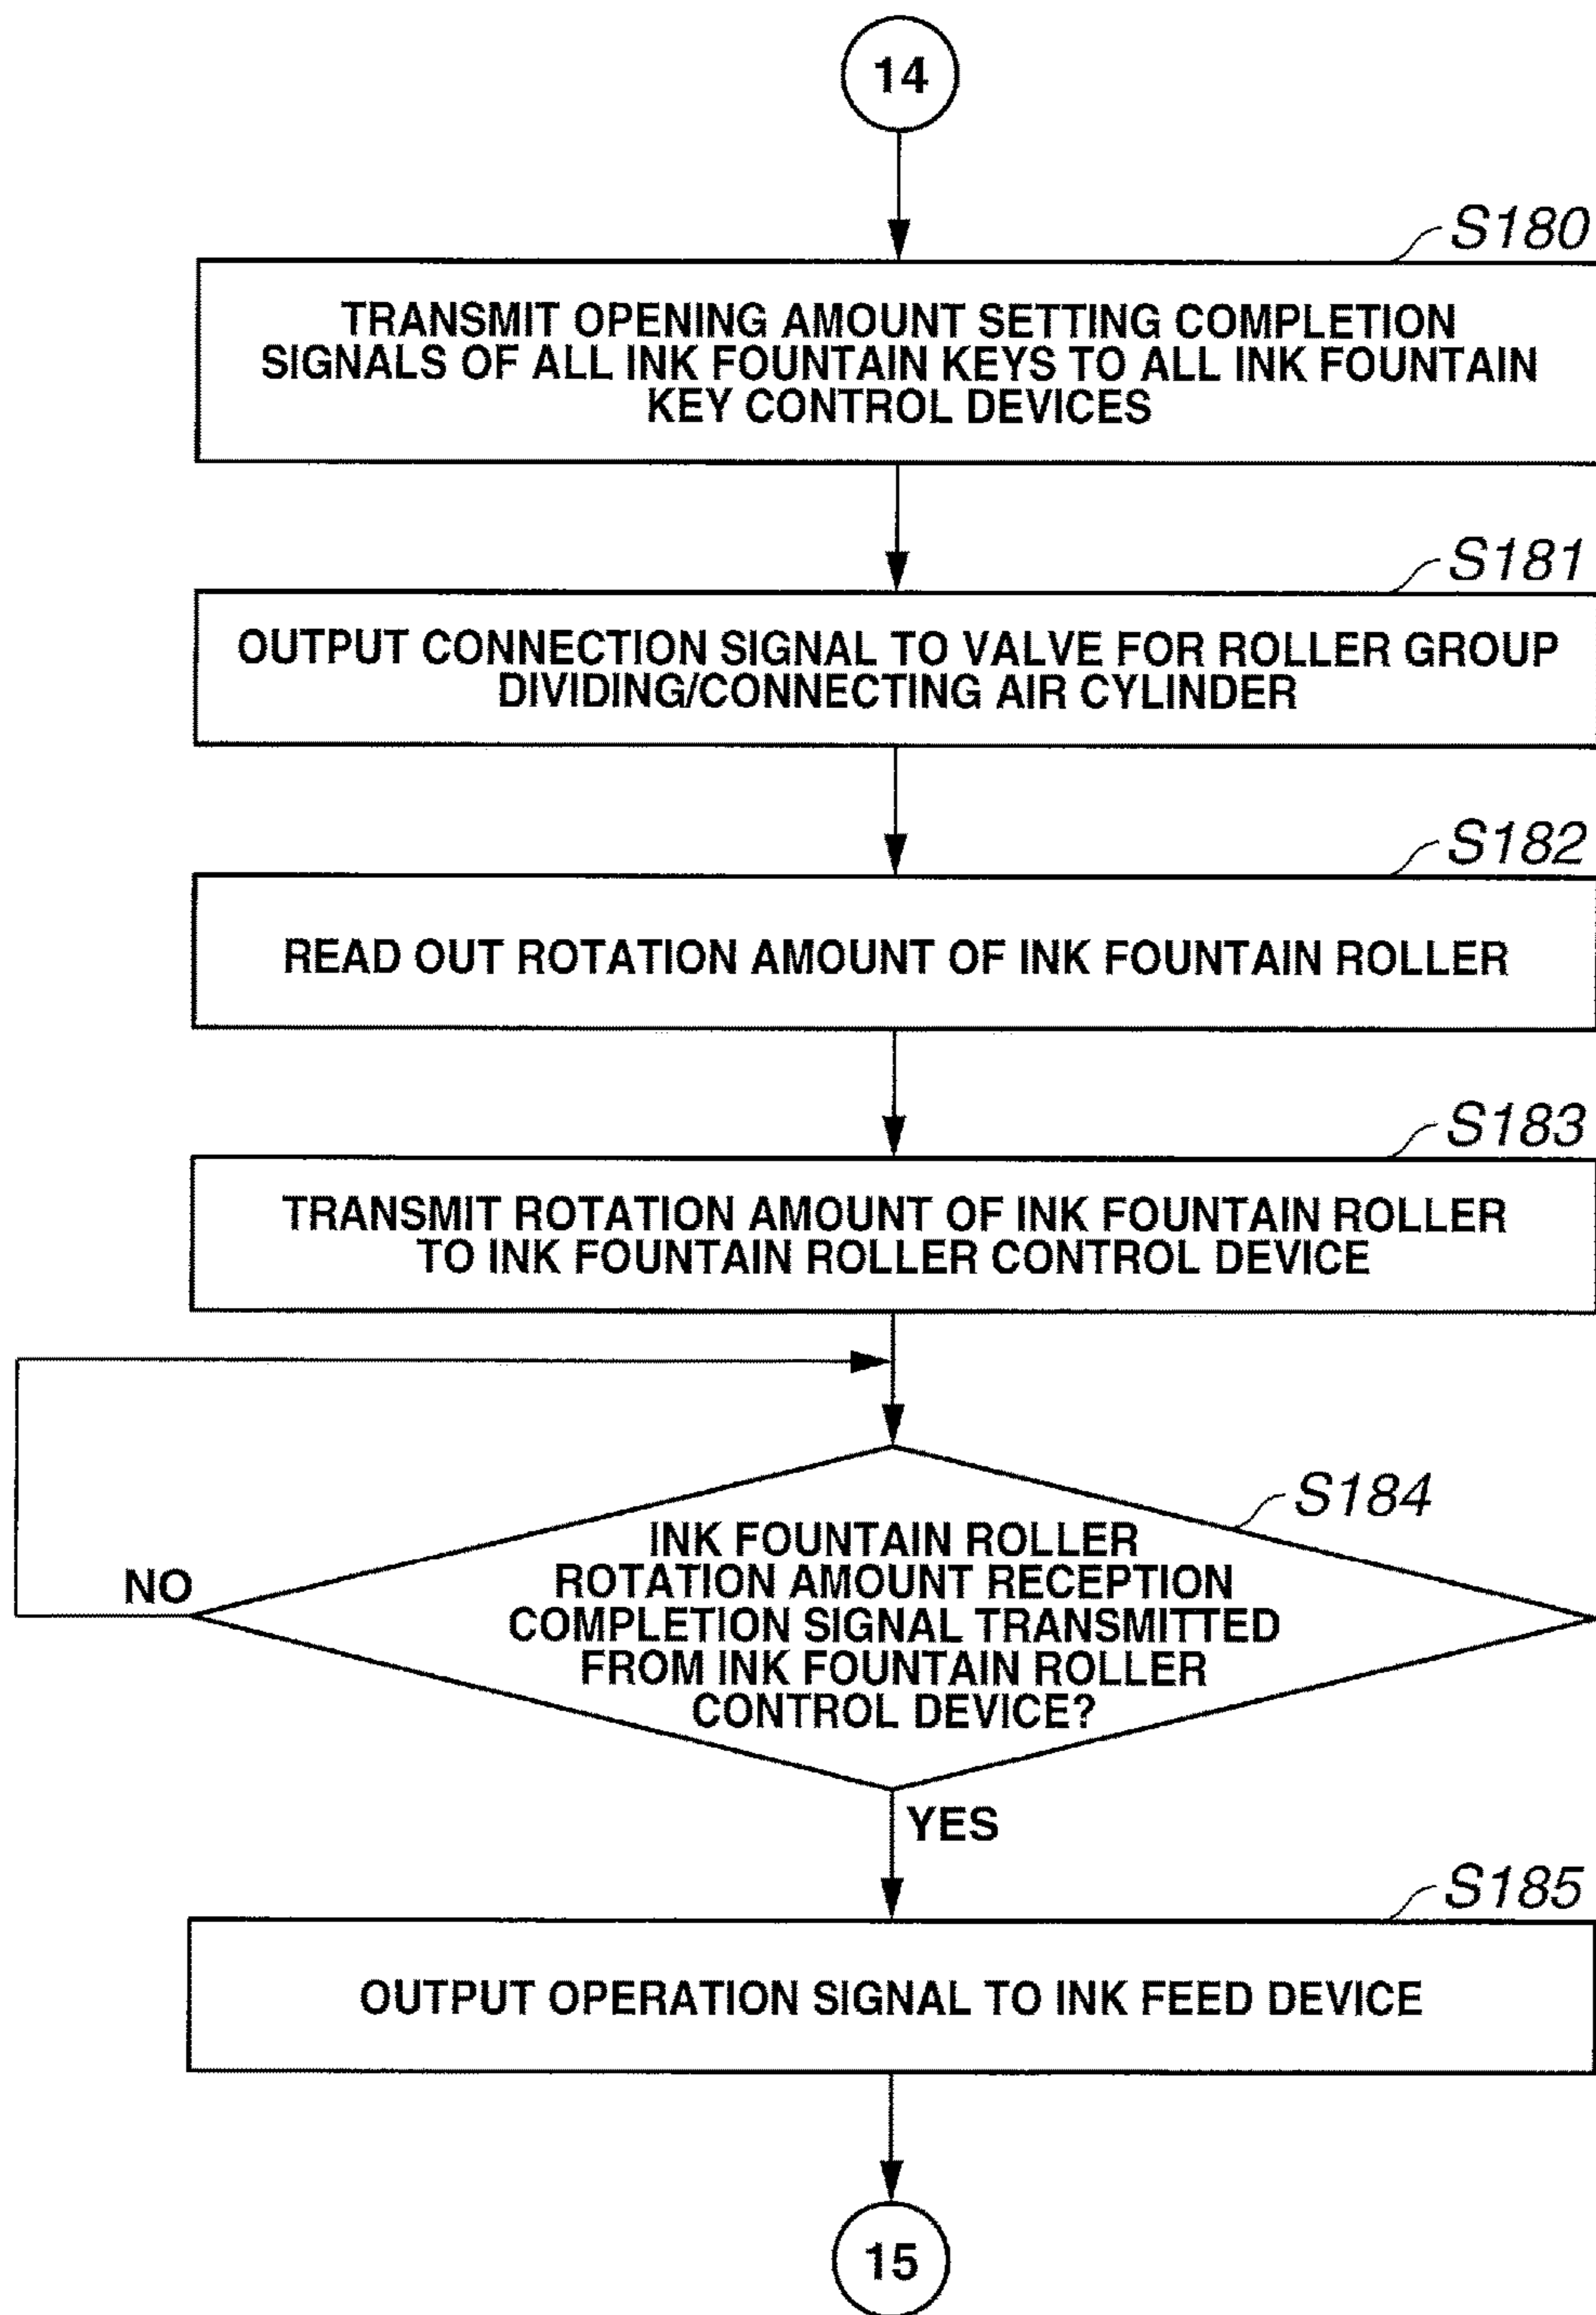 14
S180
TRANSMIT OPENING AMOUNT SETTING COMPLETION
SIGNALS OF ALL INK FOUNTAIN KEYS TO ALL INK FOUNTAIN
KEY CONTROL DEVICES
S181
OUTPUT CONNECTION SIGNAL TO VALVE FOR ROLLER GROUP
DIVIDING/CONNECTING AIR CYLINDER
S182
READ OUT ROTATION AMOUNT OF INK FOUNTAIN ROLLER
S183
TRANSMIT ROTATION AMOUNT OF INK FOUNTAIN ROLLER
TO INK FOUNTAIN ROLLER CONTROL DEVICE
S184
INK FOUNTAIN ROLLER
ROTATION AMOUNT RECEPTION
COMPLETION SIGNAL TRANSMITTED
FROM INK FOUNTAIN ROLLER
CONTROL DEVICE?
NO
YES
S185
OUTPUT OPERATION SIGNAL TO INK FEED DEVICE
15